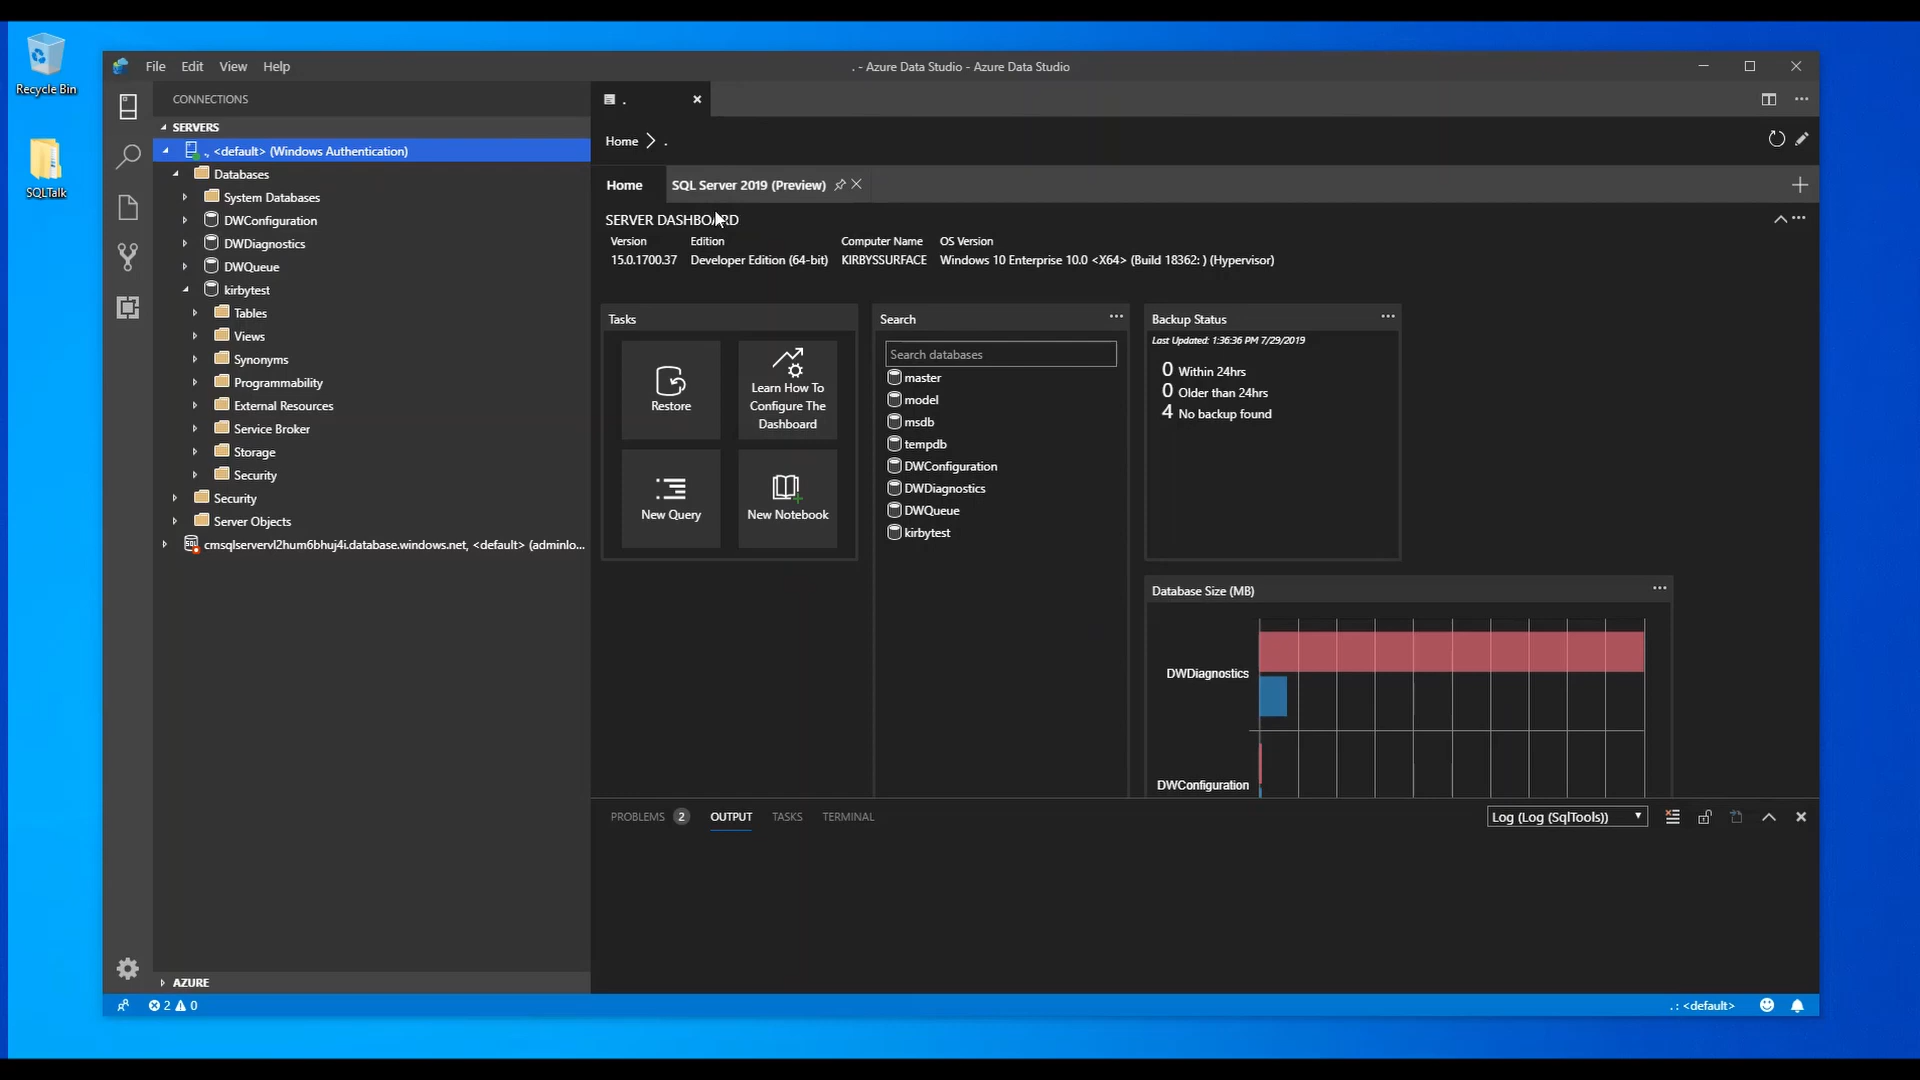 Recycle Bin
SQLTalk
File Edit View Help
. - Azure Data Studio - Azure Data Studio
CONNECTIONS
SERVERS
., <default> (Windows Authentication)
Databases
System Databases
DWConfiguration
DWDiagnostics
DWQueue
kirbytest
Tables
Views
Synonyms
Programmability
External Resources
Service Broker
Storage
Security
Security
Server Objects
cmsqlservervl2hum6bhuj4i.database.windows.net, <default> (adminlo...
AZURE
.
Home > .
Home SQL Server 2019 (Preview)
SERVER DASHBOARD
Version Edition Computer Name OS Version
15.0.1700.37 Developer Edition (64-bit) KIRBYSSURFACE Windows 10 Enterprise 10.0 <X64> (Build 18362: ) (Hypervisor)
Tasks
Restore
Learn How To
Configure The
Dashboard
New Query
New Notebook
Search
Search databases
master
model
msdb
tempdb
DWConfiguration
DWDiagnostics
DWQueue
kirbytest
Backup Status
Last Updated: 1:36:36 PM 7/29/2019
0 Within 24hrs
0 Older than 24hrs
4 No backup found
Database Size (MB)
DWDiagnostics
DWConfiguration
PROBLEMS 2 OUTPUT TASKS TERMINAL
Log (Log (SqlTools))
2 0
. : <default>